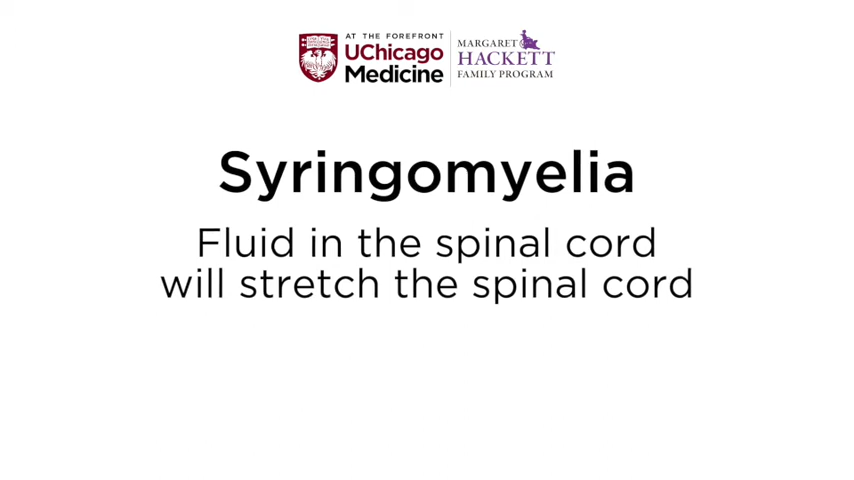 AT THE FOREFRONT
UChicago
Medicine
MARGARET
HACKETT
FAMILY PROGRAM
Syringomyelia
Fluid in the spinal cord
will stretch the spinal cord